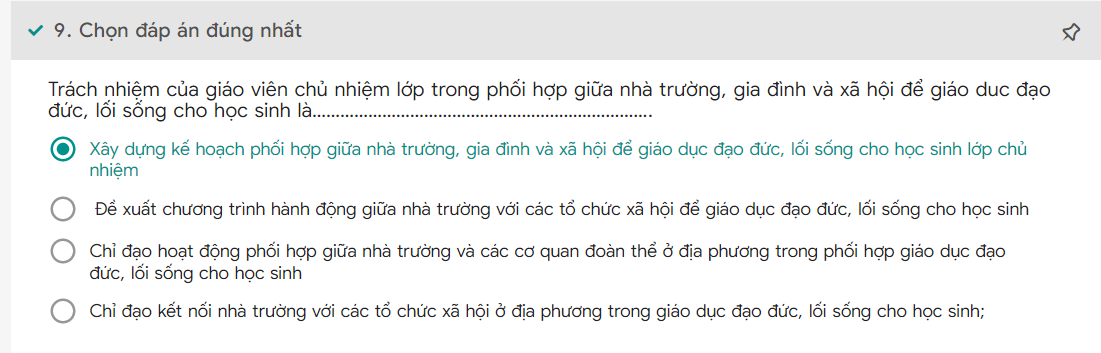 9. Chọn đáp án đúng nhất
Trách nhiệm của giáo viên chủ nhiệm lớp trong phối hợp giữa nhà trường, gia đình và xã hội để giáo duc đạo
đức, lối sống cho học sinh là...........................................................................
Xây dựng kế hoạch phối hợp giữa nhà trường, gia đình và xã hội để giáo dục đạo đức, lối sống cho học sinh lớp chủ
nhiệm
Đề xuất chương trình hành động giữa nhà trường với các tổ chức xã hội để giáo dục đạo đức, lối sống cho học sinh
Chỉ đạo hoạt động phối hợp giữa nhà trường và các cơ quan đoàn thể ở địa phương trong phối hợp giáo dục đạo
đức, lối sống cho học sinh
Chỉ đạo kết nối nhà trường với các tổ chức xã hội ở địa phương trong giáo dục đạo đức, lối sống cho học sinh;